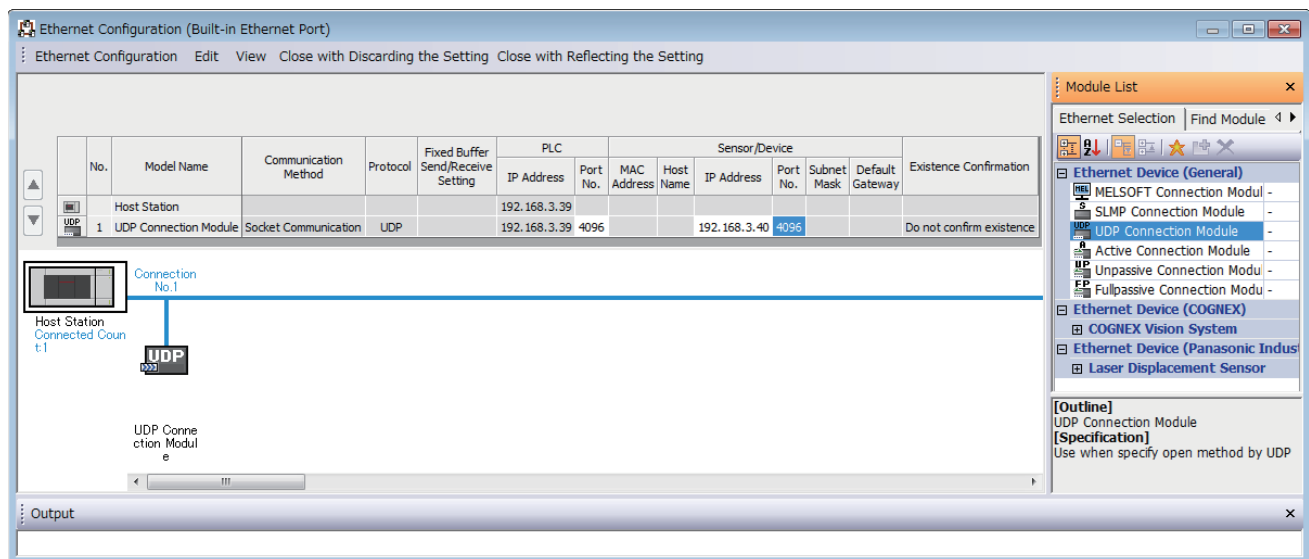 Ethernet Configuration (Built-in Ethernet Port)
Ethernet Configuration Edit View Close with Discarding the Setting Close with Reflecting the Setting
Module List
Ethernet Selection Find Module
No. Model Name Communication Method Protocol Fixed Buffer Send/Receive Setting PLC Sensor/Device Existence Confirmation
IP Address Port No. MAC Address Host Name IP Address Port No. Subnet Mask Default Gateway
Host Station 192.168.3.39
UDP 1 UDP Connection Module Socket Communication UDP 192.168.3.39 4096 192.168.3.40 4096 Do not confirm existence
Connection
No.1
Host Station
Connected Coun
t:1
UDP
UDP Conne
ction Modul
e
Ethernet Device (General)
MELSOFT Connection Modul -
SLMP Connection Module -
UDP Connection Module -
Active Connection Module -
Unpassive Connection Modul -
Fullpassive Connection Modu -
Ethernet Device (COGNEX)
COGNEX Vision System
Ethernet Device (Panasonic Indust
Laser Displacement Sensor
[Outline]
UDP Connection Module
[Specification]
Use when specify open method by UDP
Output